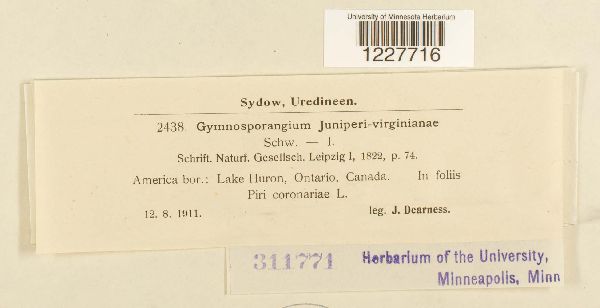 University of Minnesota Herbarium
1227716
Sydow, Uredineen.
2438. Gymnosporangium Juniperi-virginianae
Schw. — I.
Schrift. Naturf. Gesellsch. Leipzig I, 1822, p. 74.
America bor.: Lake Huron, Ontario, Canada. In foliis
Piri coronariae L.
12. 8. 1911. leg. J. Dearness.
311771 Herbarium of the University,
Minneapolis, Minn